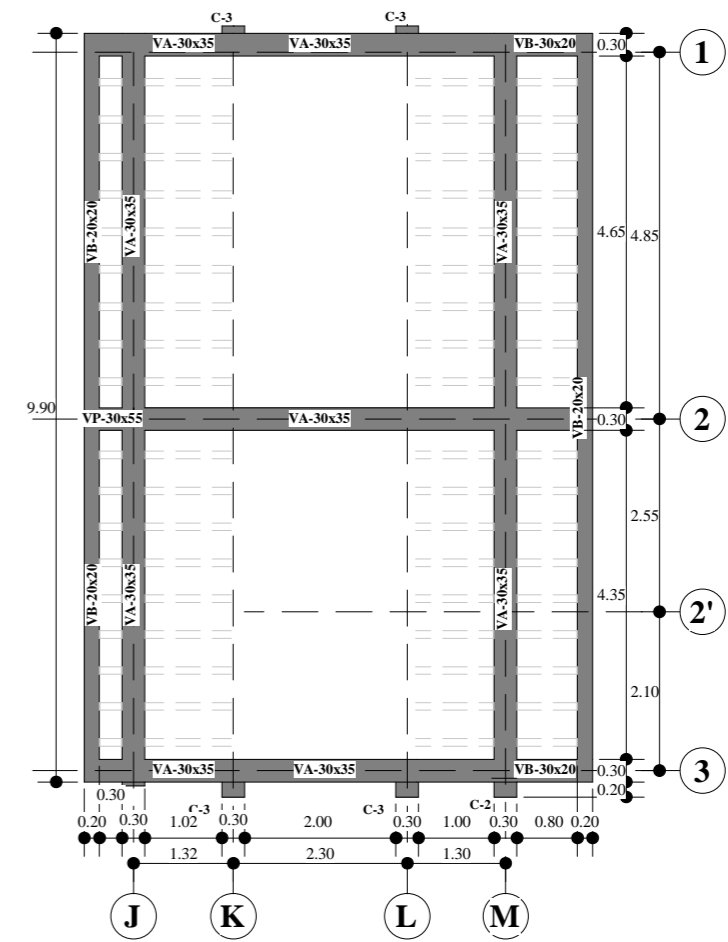 C-3 C-3
VA-30x35 VA-30x35 VB-30x20 0.30 1
VB-20x20 VA-30x35 VA-30x35 4.65 4.85
9.90 VP-30x55 VA-30x35 VB-20x20 0.30 2
2.55
VB-20x20 VA-30x35 VA-30x35 4.35
2'
2.10
VA-30x35 VA-30x35 VB-30x20 0.30 3
0.30 0.20
C-3 C-3 C-2
0.20 0.30 1.02 0.30 2.00 0.30 1.00 0.30 0.80 0.20
1.32 2.30 1.30
J K L M